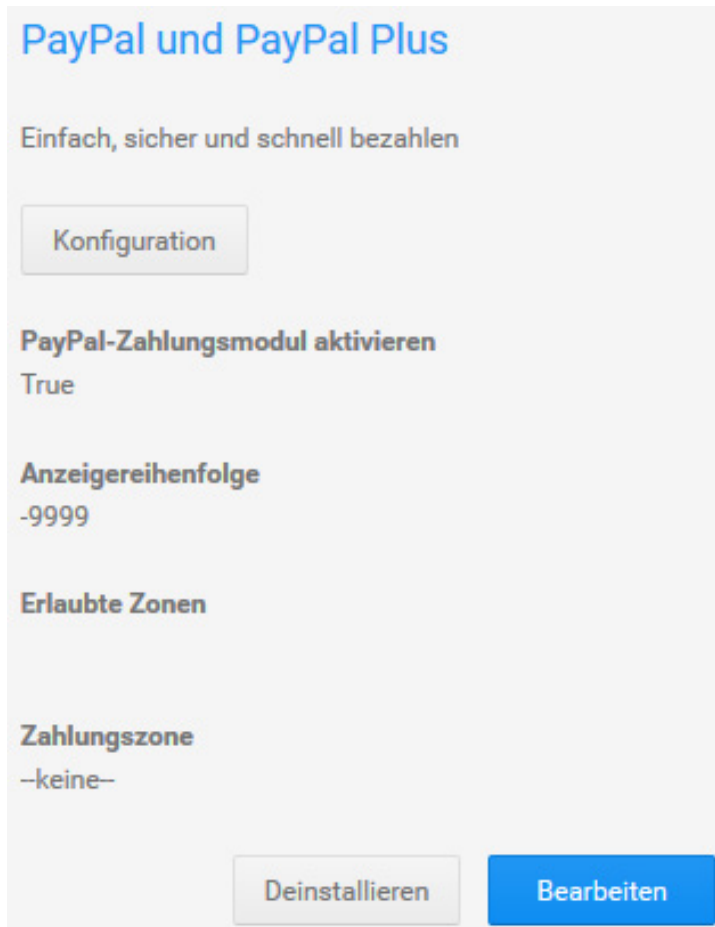 PayPal und PayPal Plus
Einfach, sicher und schnell bezahlen
Konfiguration
PayPal-Zahlungsmodul aktivieren
True
Anzeigereihenfolge
-9999
Erlaubte Zonen
Zahlungszone
--keine--
Deinstallieren
Bearbeiten